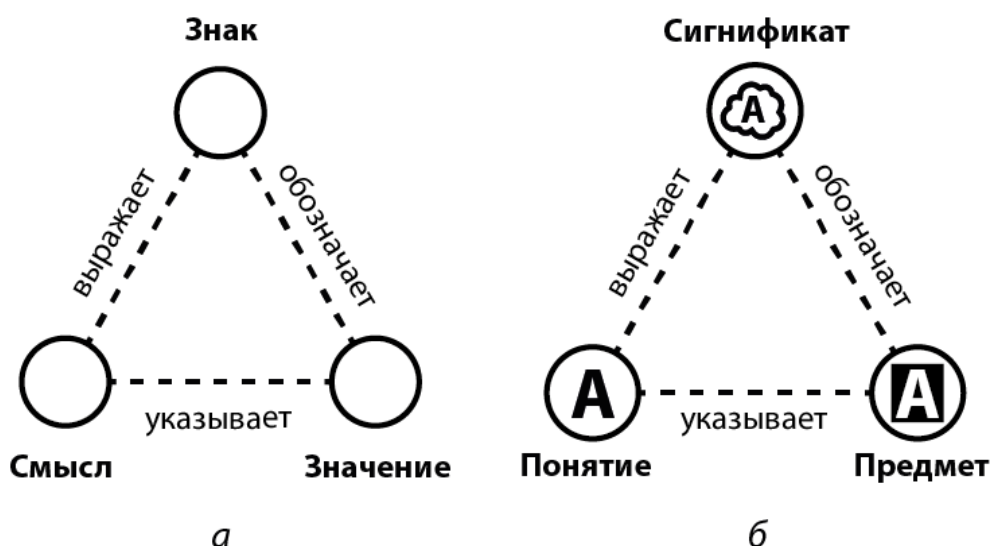 Знак
выражает
обозначает
указывает
Смысл
Значение
а
Сигнификат
А
выражает
обозначает
А
А
указывает
Понятие
Предмет
б